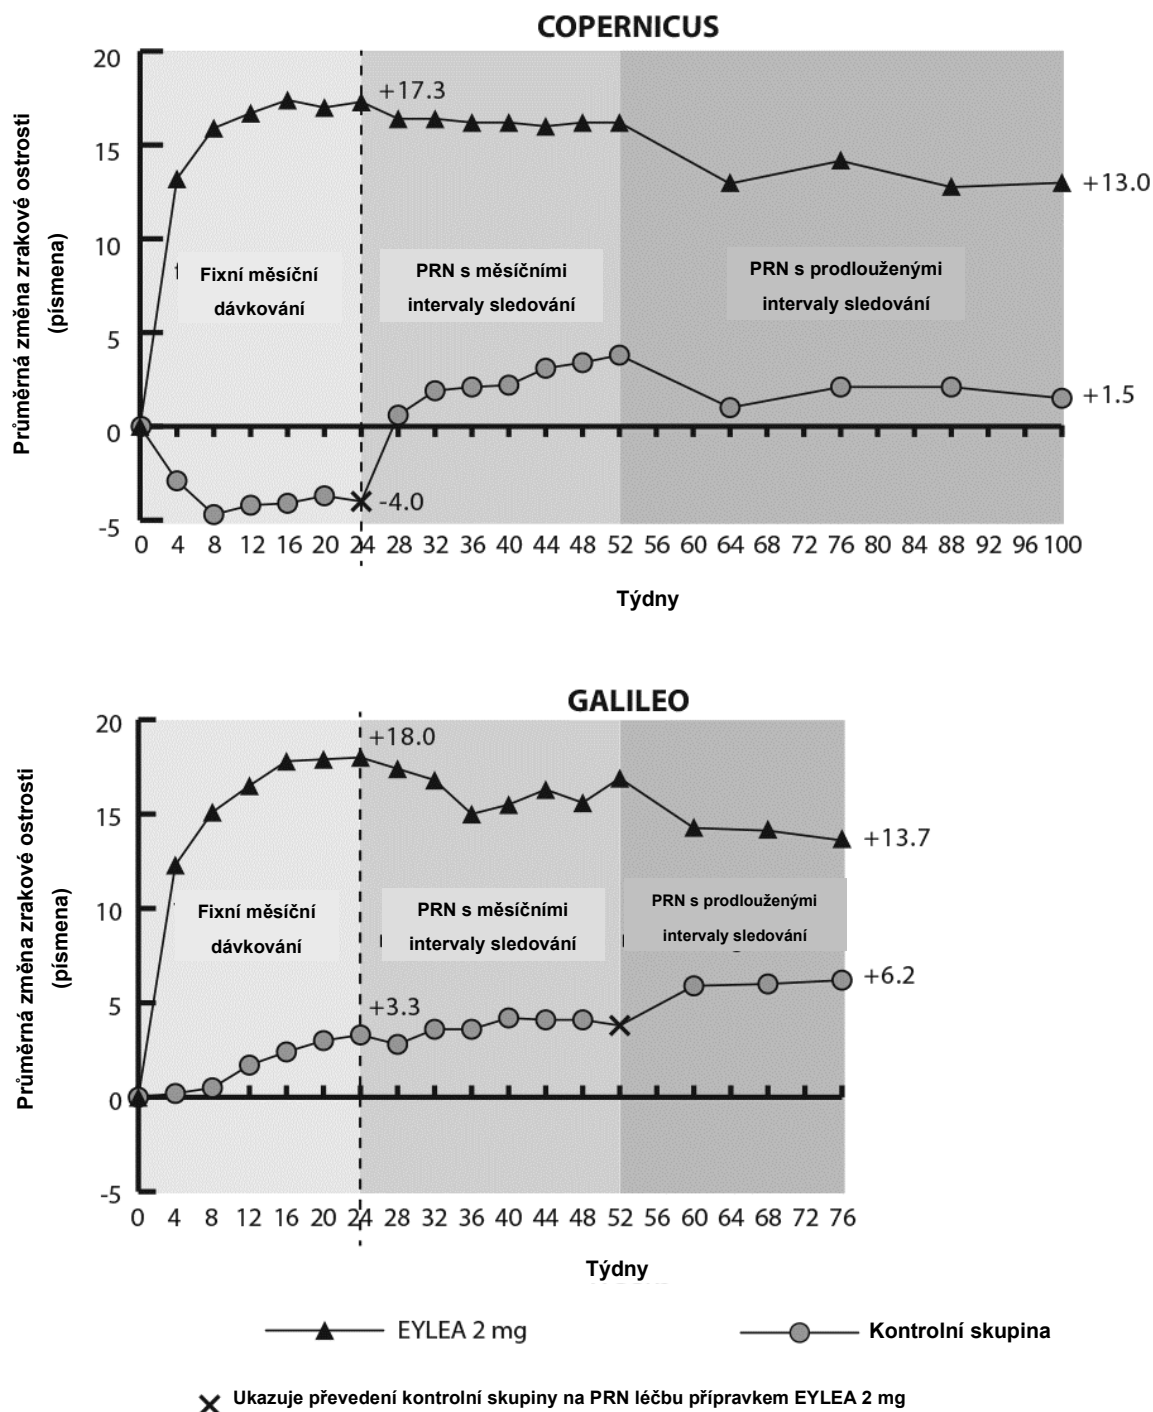 COPERNICUS
Průměrná změna zrakové ostrosti
(písmena)
20
15
10
5
0
-5
+17.3
+13.0
Fixní měsíční
dávkování
PRN s měsíčními
intervaly sledování
PRN s prodlouženými
intervaly sledování
+1.5
-4.0
0 4 8 12 16 20 24 28 32 36 40 44 48 52 56 60 64 68 72 76 80 84 88 92 96 100
Týdny
GALILEO
Průměrná změna zrakové ostrosti
(písmena)
20
15
10
5
0
-5
+18.0
+13.7
Fixní měsíční
dávkování
PRN s měsíčními
intervaly sledování
PRN s prodlouženými
intervaly sledování
+3.3
+6.2
0 4 8 12 16 20 24 28 32 36 40 44 48 52 56 60 64 68 72 76
Týdny
EYLEA 2 mg
Kontrolní skupina
Ukazuje převedení kontrolní skupiny na PRN léčbu přípravkem EYLEA 2 mg